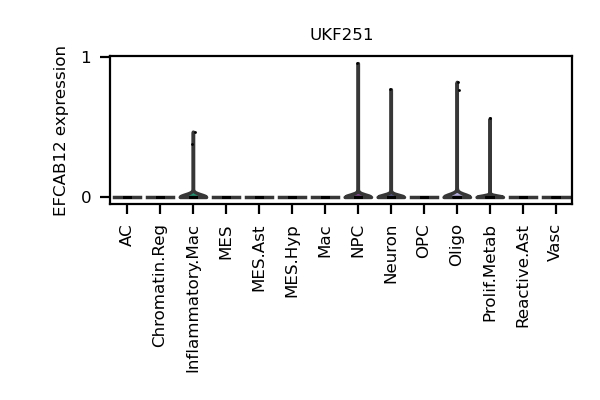 UKF251
EFCAB12 expression
1
0
AC
Chromatin.Reg
Inflammatory.Mac
MES
MES.Ast
MES.Hyp
Mac
NPC
Neuron
OPC
Oligo
Prolif.Metab
Reactive.Ast
Vasc